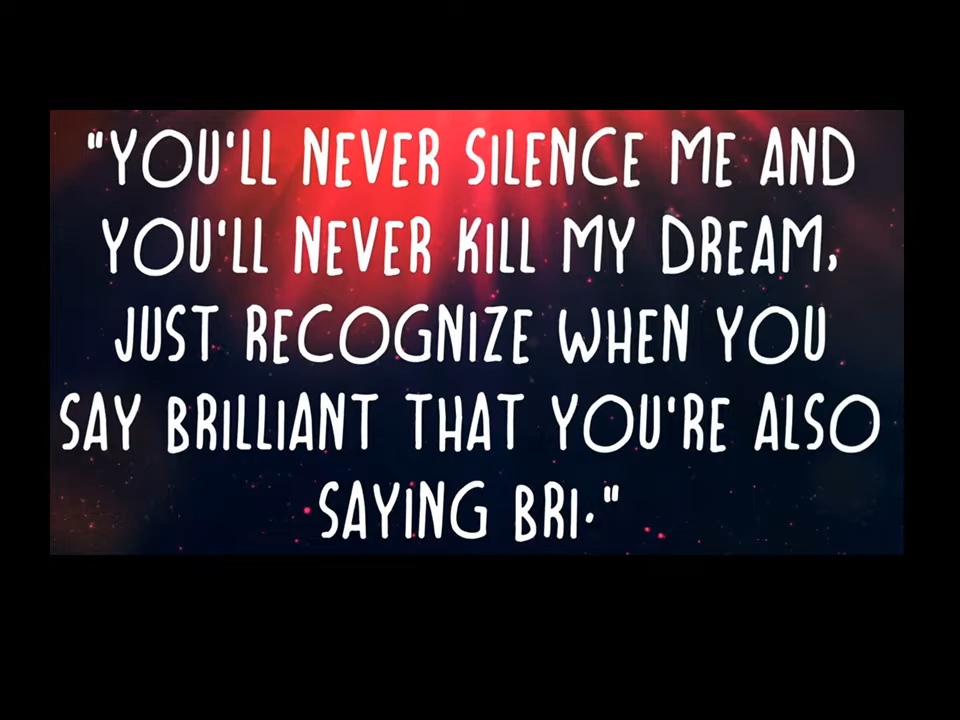 "YOU'LL NEVER SILENCE ME AND
YOU'LL NEVER KILL MY DREAM,
JUST RECOGNIZE WHEN YOU
SAY BRILLIANT THAT YOU'RE ALSO
SAYING BRI."